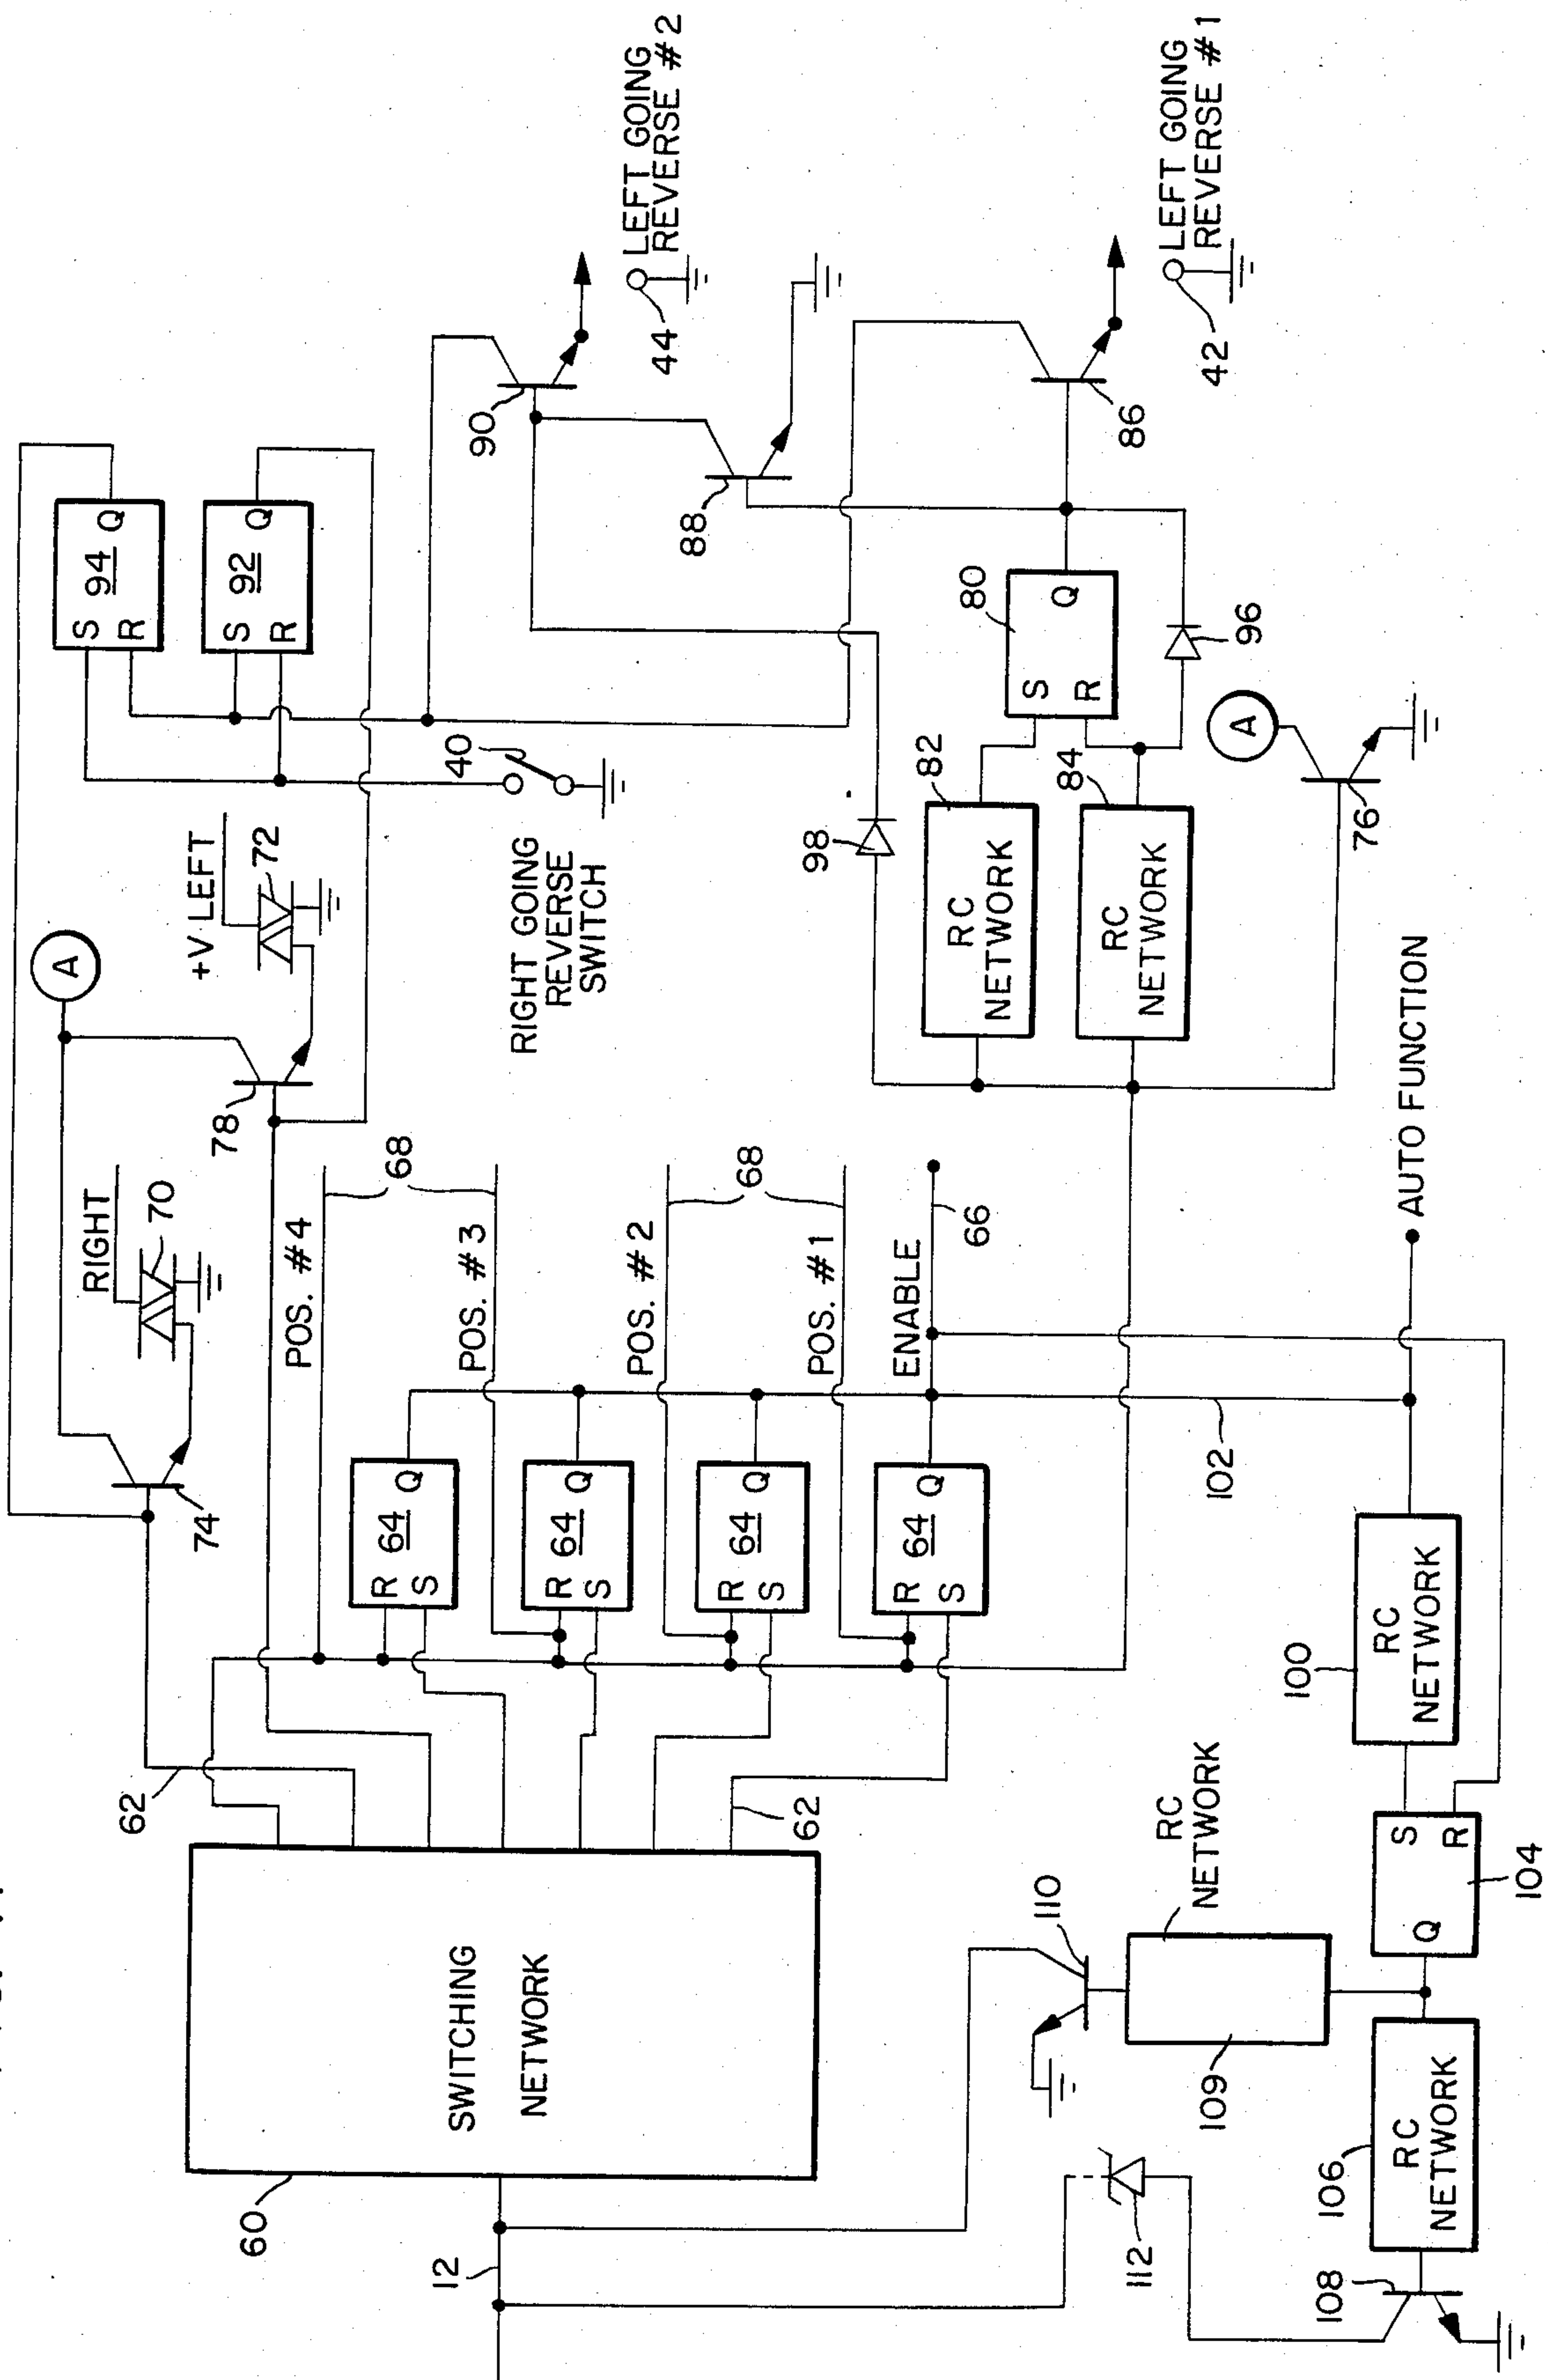 94
S
R
Q
92
S
R
Q
A
+V LEFT
72
78
RIGHT
70
74
40
RIGHT GOING
REVERSE
SWITCH
90
44
LEFT GOING
REVERSE #2
88
86
42
LEFT GOING
REVERSE #1
80
S
R
Q
96
98
82
RC
NETWORK
84
RC
NETWORK
A
76
POS. #4
68
POS. #3
POS. #2
68
POS. #1
ENABLE
66
64
R
S
Q
64
R
S
Q
64
R
S
Q
64
R
S
Q
102
AUTO FUNCTION
62
62
SWITCHING
NETWORK
60
12
100
RC
NETWORK
S
R
Q
104
RC
NETWORK
109
110
106
RC
NETWORK
108
112